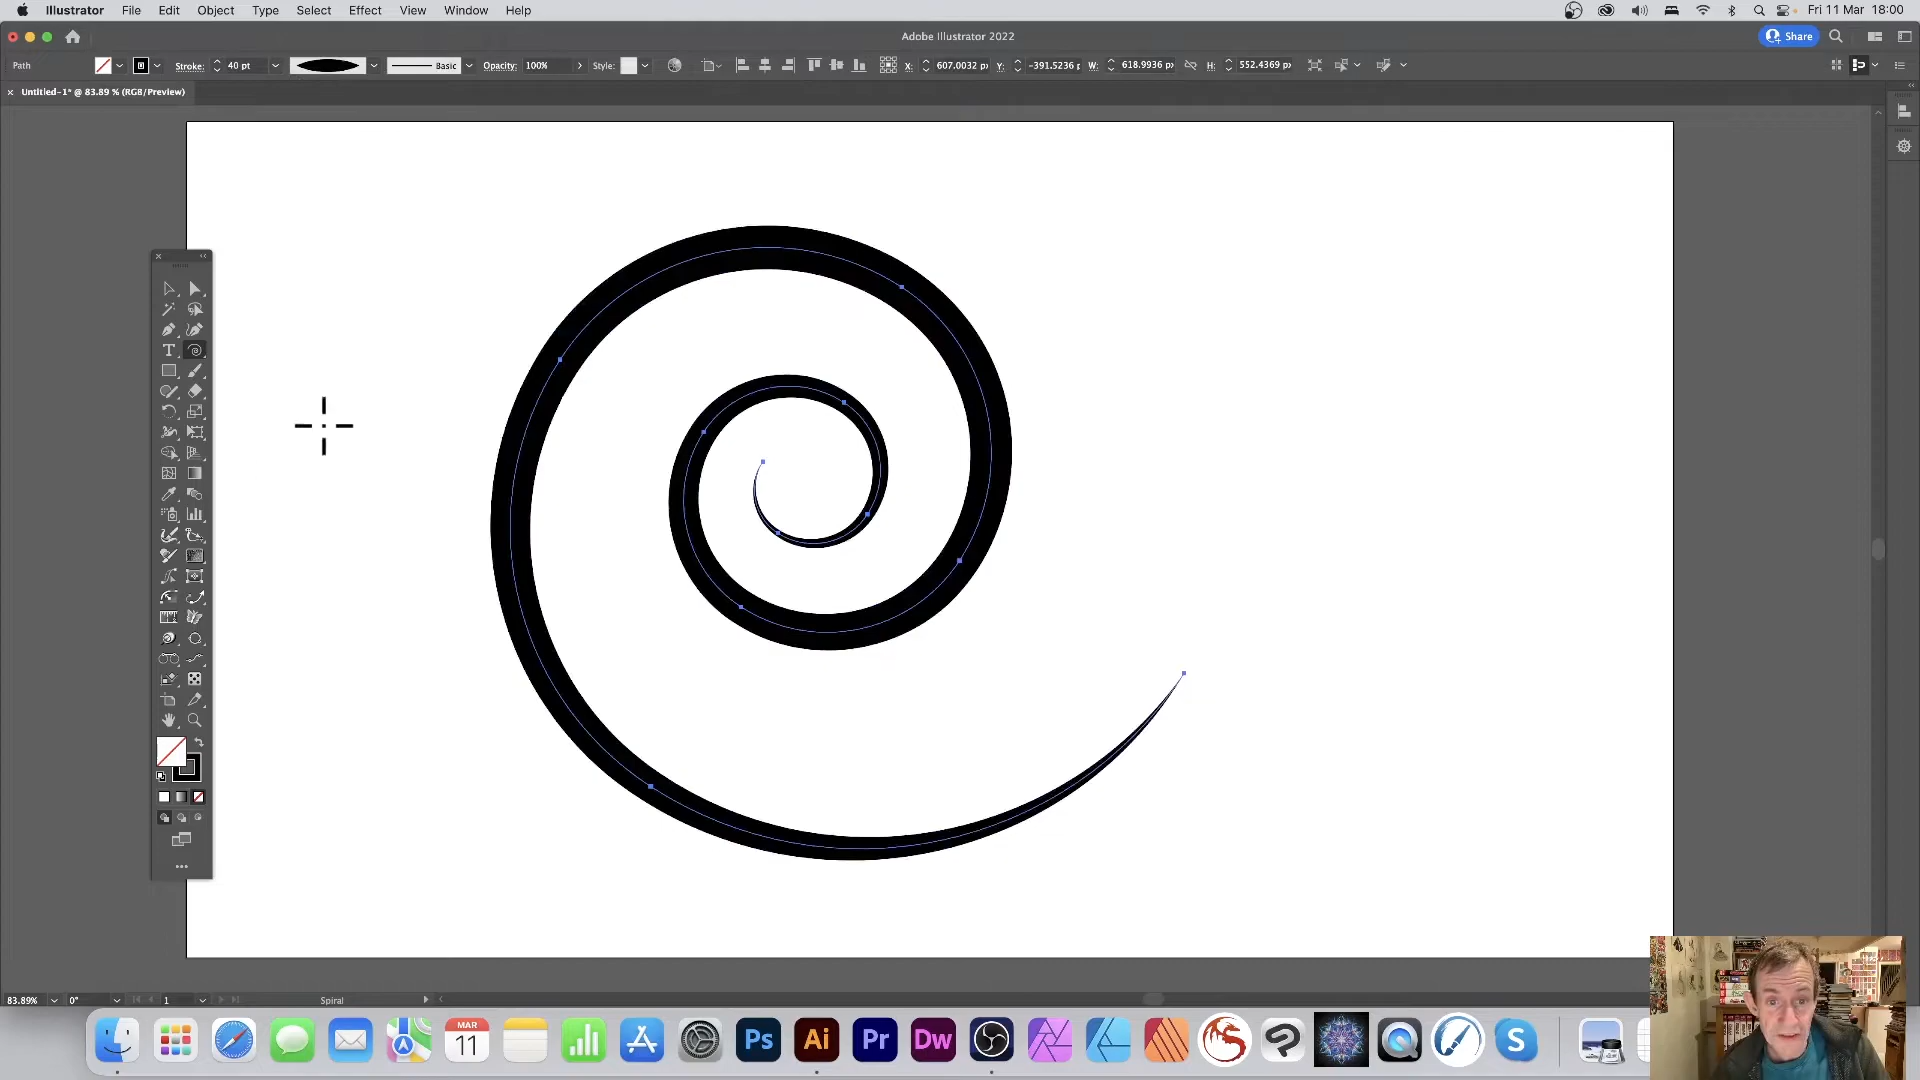 Illustrator File Edit Object Type Select Effect View Window Help
Fri 11 Mar 18:00
Adobe Illustrator 2022
Share
Path
Stroke: 40 pt
Basic
Opacity: 100%
Style:
X: 607.0032 p
Y: -391.5236 p
W: 618.9936 p
H: 552.4369 p
Untitled-1* @ 83.89 % (RGB/Preview)
T
83.89%
0°
1
Spiral
MAR
11
Ps
Ai
Pr
Dw
S